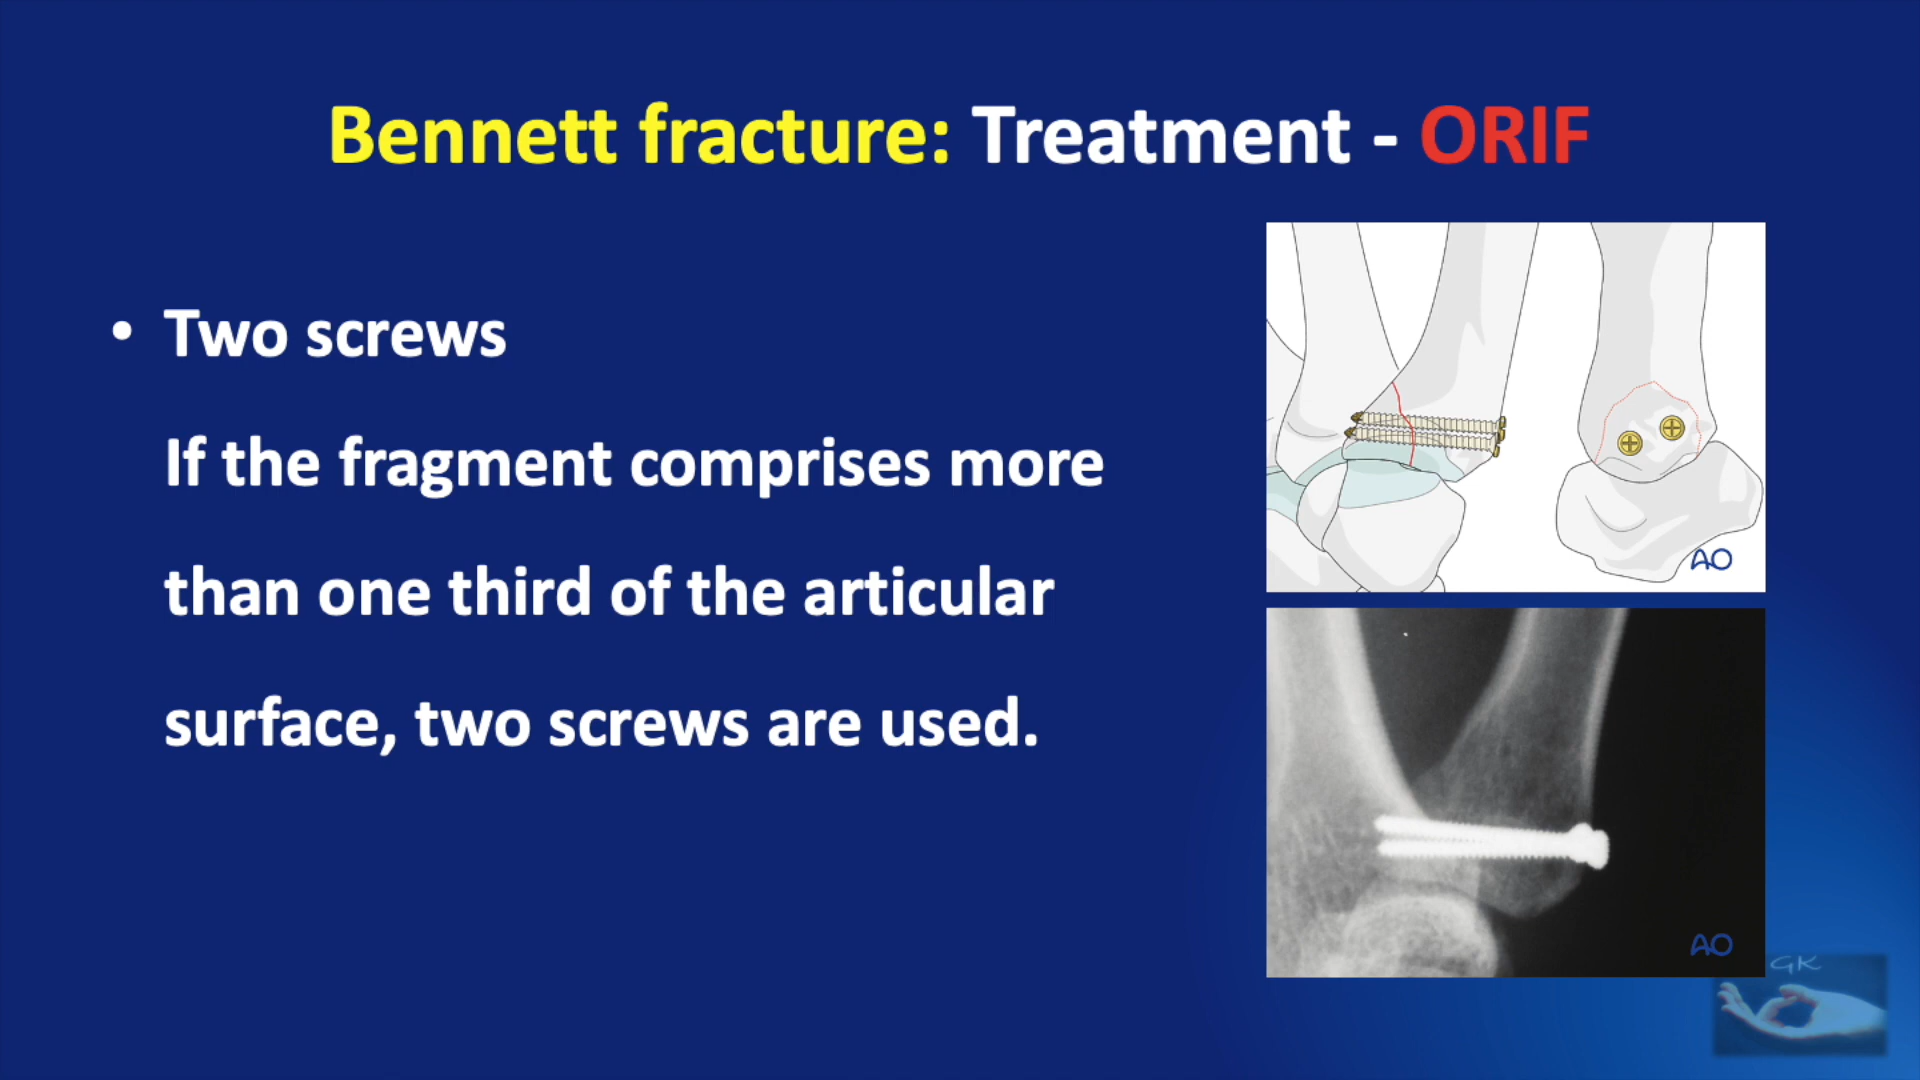 Bennett fracture: Treatment - ORIF
• Two screws
If the fragment comprises more
than one third of the articular
surface, two screws are used.
AO
AO
GK